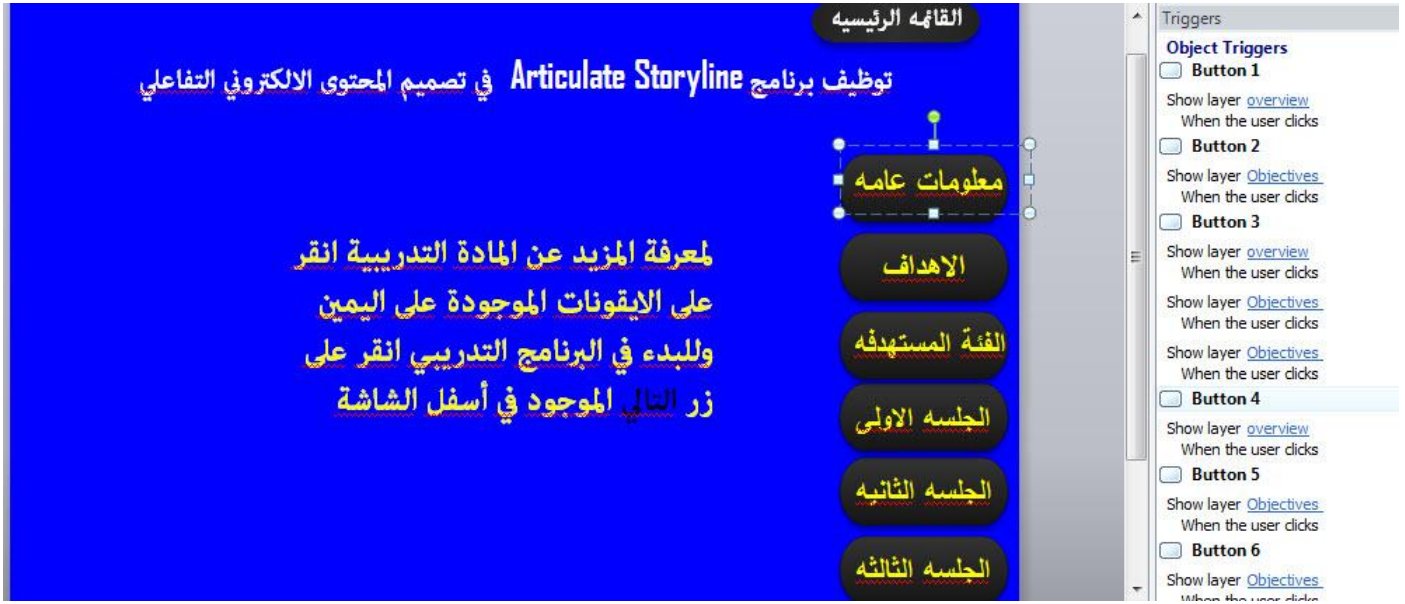 القائمه الرئيسيه
توظيف برنامج Articulate Storyline في تصميم المحتوى الالكتروني التفاعلي
معلومات عامه
الاهداف
الفئة المستهدفه
الجلسه الاولى
الجلسه الثانيه
الجلسه الثالثه
لمعرفة المزيد عن المادة التدريبية انقر
على الايقونات الموجودة على اليمين
وللبدء في البرنامج التدريبي انقر على
زر التالي الموجود في أسفل الشاشة
Triggers
Object Triggers
Button 1
Show layer overview
When the user clicks
Button 2
Show layer Objectives
When the user clicks
Button 3
Show layer overview
When the user clicks
Show layer Objectives
When the user clicks
Show layer Objectives
When the user clicks
Button 4
Show layer overview
When the user clicks
Button 5
Show layer Objectives
When the user clicks
Button 6
Show layer Objectives
When the user clicks